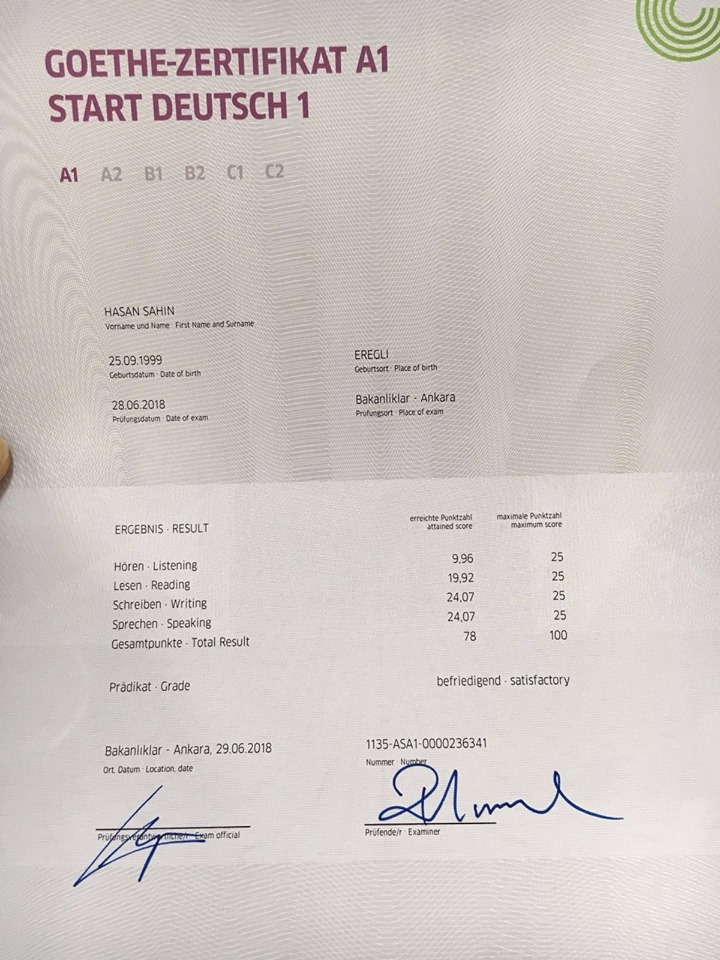 GOETHE-ZERTIFIKAT A1
START DEUTSCH 1
A1 A2 B1 B2 C1 C2
HASAN SAHIN
Vorname und Name · First Name and Surname
25.09.1999
Geburtsdatum · Date of birth
EREGLI
Geburtsort · Place of birth
28.06.2018
Prüfungsdatum · Date of exam
Bakanliklar - Ankara
Prüfungsort · Place of exam
ERGEBNIS · RESULT
erreichte Punktzahl
attained score
maximale Punktzahl
maximum score
Hören · Listening 9,96 25
Lesen · Reading 19,92 25
Schreiben · Writing 24,07 25
Sprechen · Speaking 24,07 25
Gesamtpunkte · Total Result 78 100
Prädikat · Grade befriedigend · satisfactory
Bakanlıklar - Ankara, 29.06.2018
Ort, Datum · Location, date
1135-ASA1-0000236341
Nummer · Number
Prüfungsverantwortliche/r · Exam official
Prüfende/r · Examiner